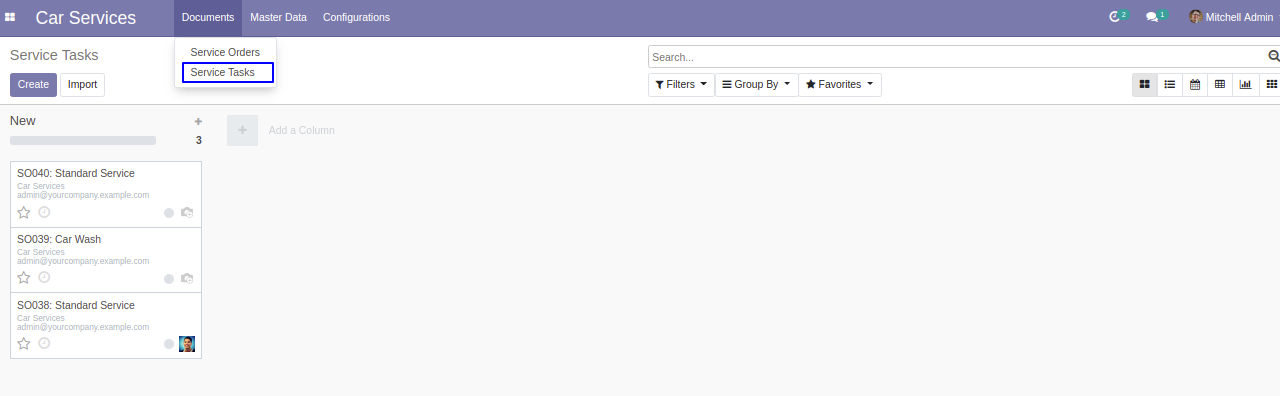 Car Services
Documents
Master Data
Configurations
2
1
Mitchell Admin
Service Tasks
Service Orders
Service Tasks
Create
Import
Search...
Filters
Group By
Favorites
New
3
Add a Column
SO040: Standard Service
Car Services
admin@yourcompany.example.com
SO039: Car Wash
Car Services
admin@yourcompany.example.com
SO038: Standard Service
Car Services
admin@yourcompany.example.com